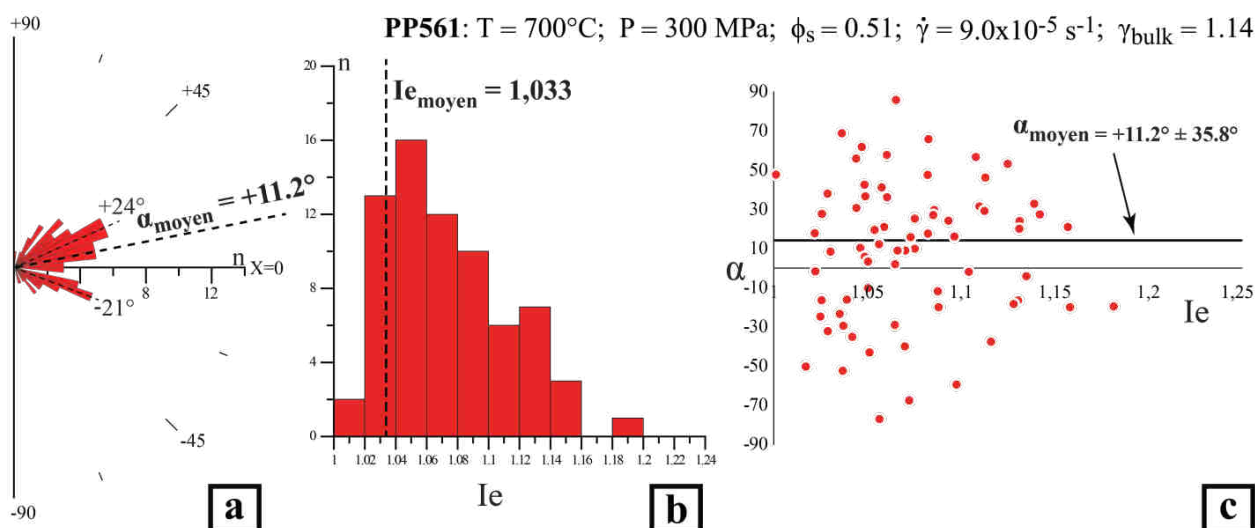 PP561: T = 700°C; P = 300 MPa; ϕs = 0.51; γ̇ = 9.0x10-5 s-1; γbulk = 1.14
+90
+45
+24°
αmoyen = +11.2°
n X=0
8 12
-21°
-45
-90
a
n
Iemoyen = 1,033
20
16
12
8
4
0
1 1.02 1.04 1.06 1.08 1.1 1.12 1.14 1.16 1.18 1.2 1.22 1.24
Ie
b
αmoyen = +11.2° ± 35.8°
90
70
50
30
10
α
-10
-30
-50
-70
-90
1 1,05 1,1 1,15 1,2 1,25
Ie
c